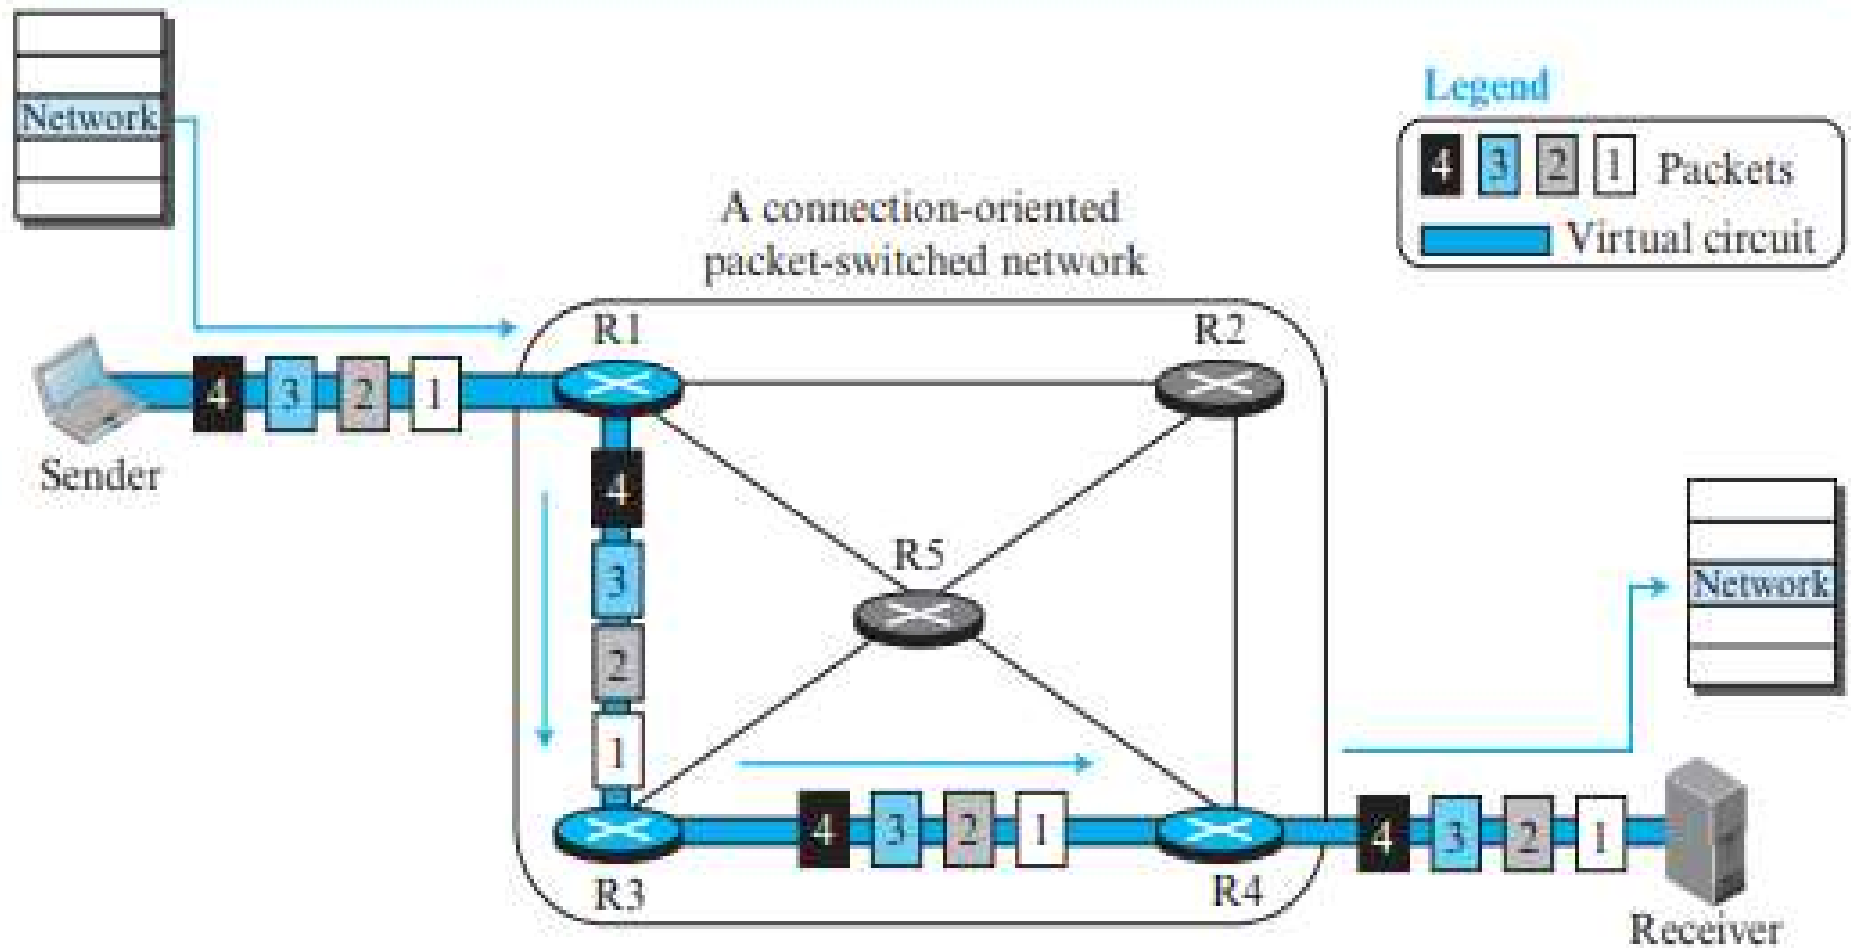 Network
Legend
4 3 2 1 Packets
Virtual circuit
A connection-oriented
packet-switched network
R1
R2
4 3 2 1
Sender
4
3
2
1
R5
Network
4 3 2 1
4 3 2 1
R3
R4
Receiver